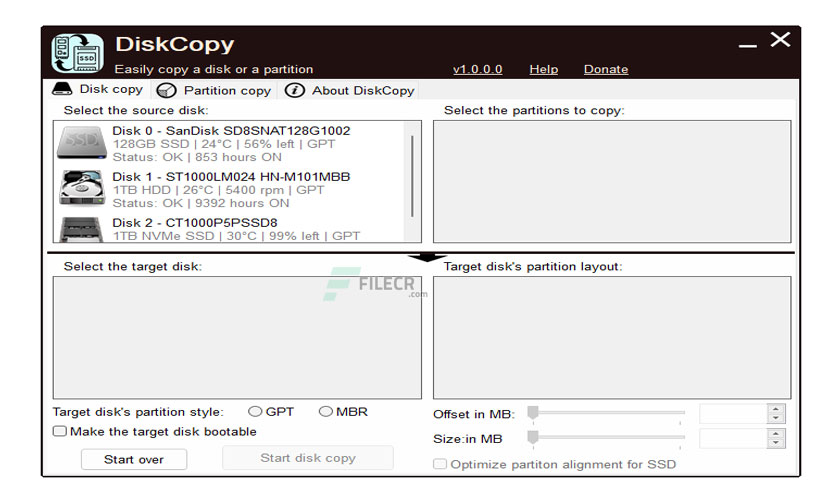 DiskCopy
Easily copy a disk or a partition
v1.0.0.0 Help Donate
Disk copy Partition copy About DiskCopy
Select the source disk:
Select the partitions to copy:
SSD
Disk 0 - SanDisk SD8SNAT128G1002
128GB SSD | 24°C | 56% left | GPT
Status: OK | 853 hours ON
Disk 1 - ST1000LM024 HN-M101MBB
1TB HDD | 26°C | 5400 rpm | GPT
Status: OK | 9392 hours ON
Disk 2 - CT1000P5PSSD8
1TB NVMe SSD | 30°C | 99% left | GPT
Select the target disk:
Target disk's partition layout:
FILECR
.com
Target disk's partition style: GPT MBR
Make the target disk bootable
Start over
Start disk copy
Offset in MB:
Size:in MB
Optimize partiton alignment for SSD